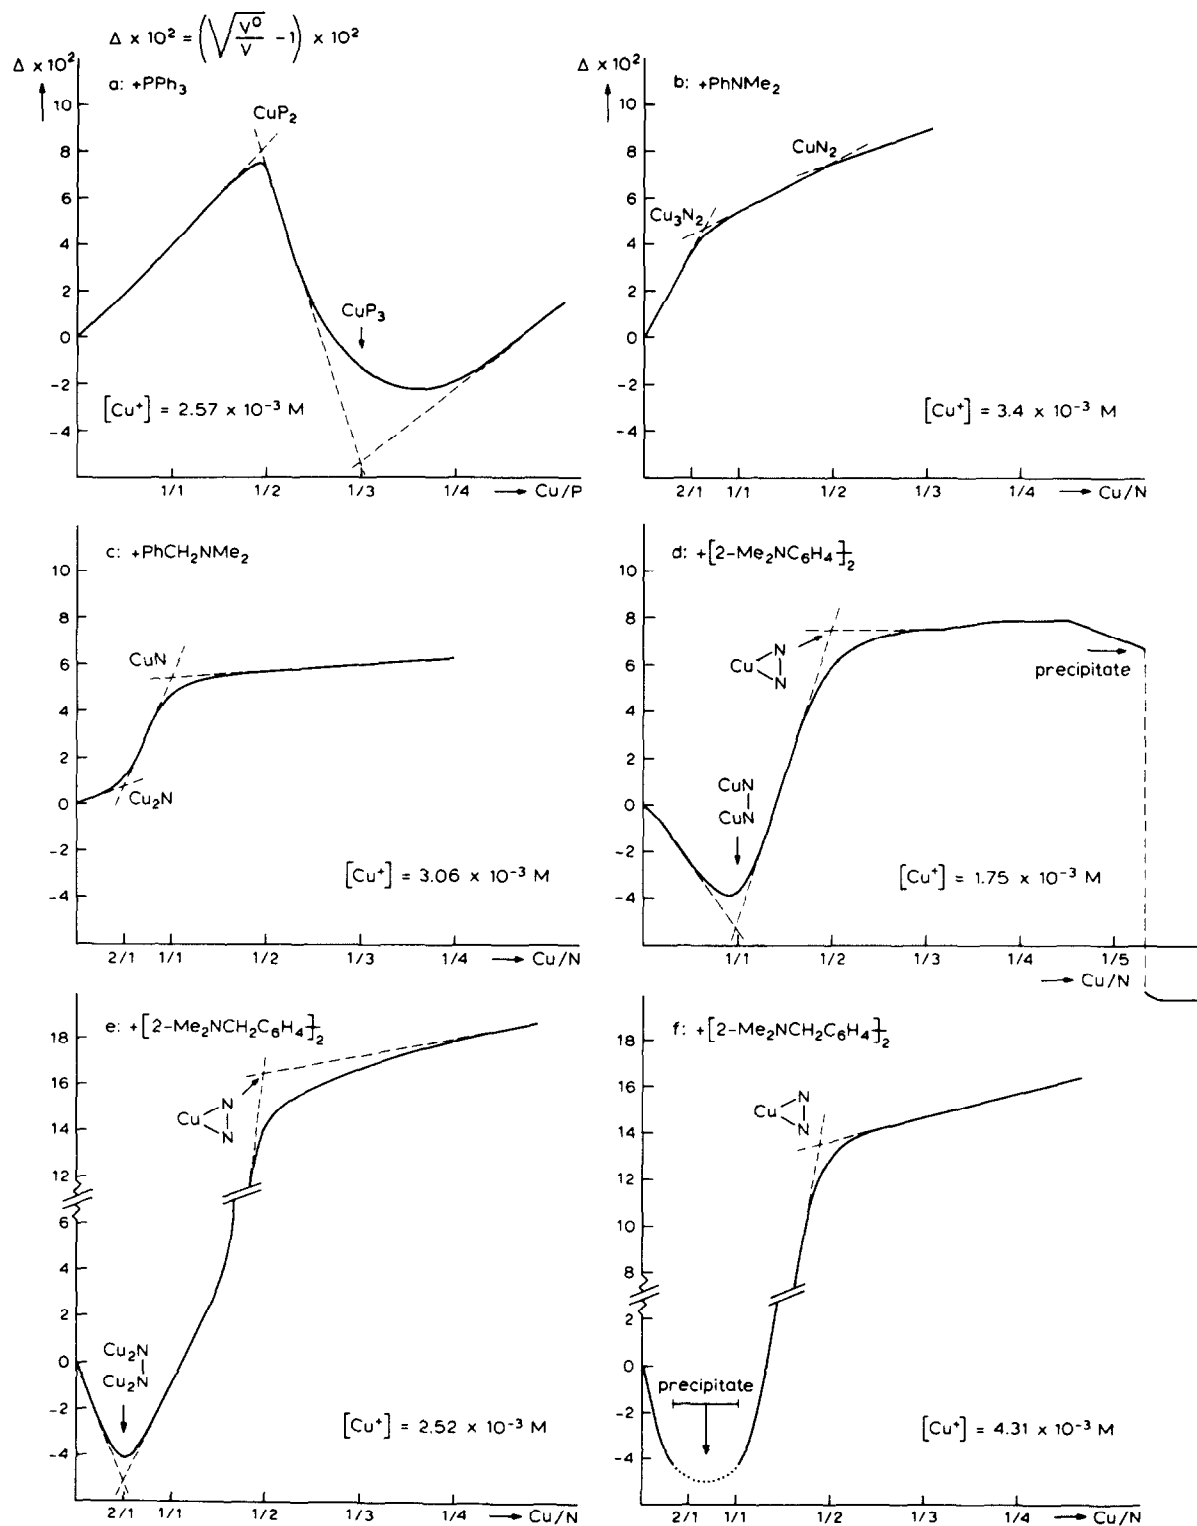 Δ × 10² = (√(V⁰/V) − 1) × 10²
Δ × 10²
a: +PPh₃
10
8
6
4
2
0
-2
-4
CuP₂
CuP₃
[Cu⁺] = 2.57 × 10⁻³ M
1/1 1/2 1/3 1/4 → Cu/P
Δ × 10²
b: +PhNMe₂
10
8
6
4
2
0
-2
-4
CuN₂
Cu₃N₂
[Cu⁺] = 3.4 × 10⁻³ M
2/1 1/1 1/2 1/3 1/4 → Cu/N
c: +PhCH₂NMe₂
10
8
6
4
2
0
-2
-4
CuN
Cu₂N
[Cu⁺] = 3.06 × 10⁻³ M
2/1 1/1 1/2 1/3 1/4 → Cu/N
d: +[2-Me₂NC₆H₄]₂
10
8
6
4
2
0
-2
-4
Cu N N
precipitate
CuN
CuN
[Cu⁺] = 1.75 × 10⁻³ M
1/1 1/2 1/3 1/4 1/5
→ Cu/N
e: +[2-Me₂NCH₂C₆H₄]₂
18
16
14
12
6
4
2
0
-2
-4
Cu N N
Cu₂N
Cu₂N
[Cu⁺] = 2.52 × 10⁻³ M
2/1 1/1 1/2 1/3 1/4 → Cu/N
f: +[2-Me₂NCH₂C₆H₄]₂
18
16
14
12
10
8
2
0
-2
-4
Cu N N
precipitate
[Cu⁺] = 4.31 × 10⁻³ M
2/1 1/1 1/2 1/3 1/4 → Cu/N